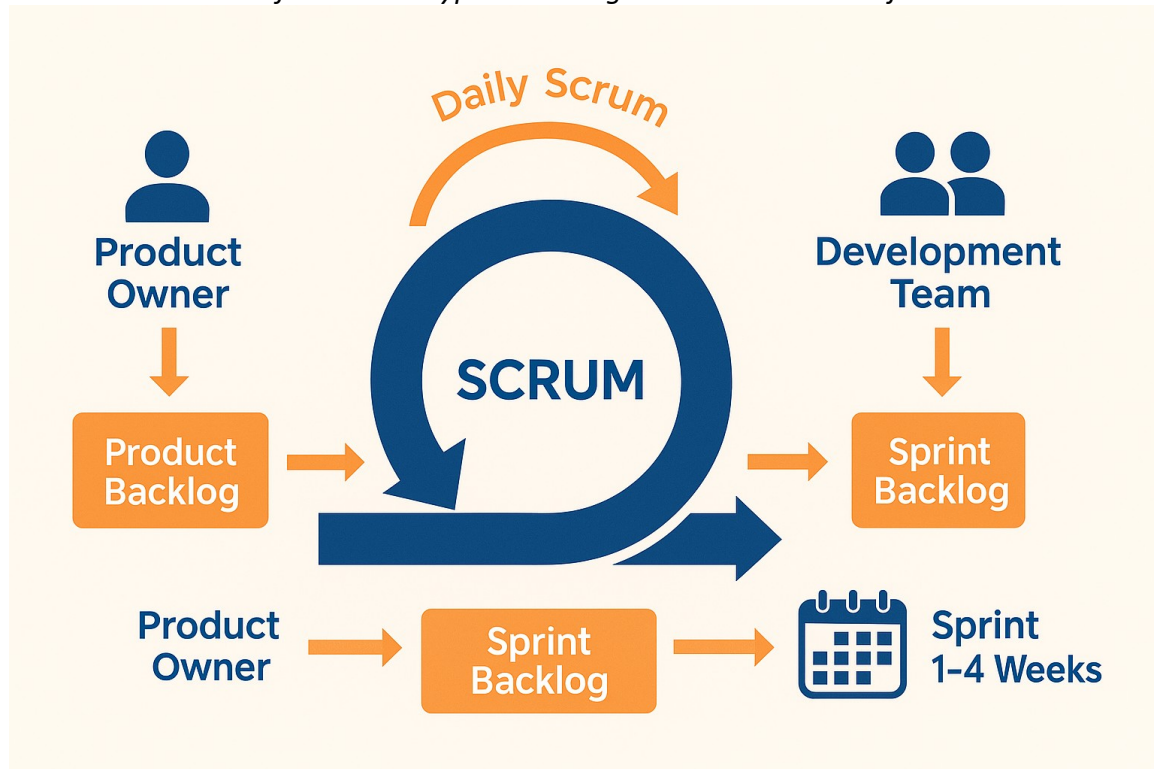 Daily Scrum
Product
Owner
Development
Team
SCRUM
Product
Backlog
Sprint
Backlog
Product
Owner
Sprint
Backlog
Sprint
1–4 Weeks